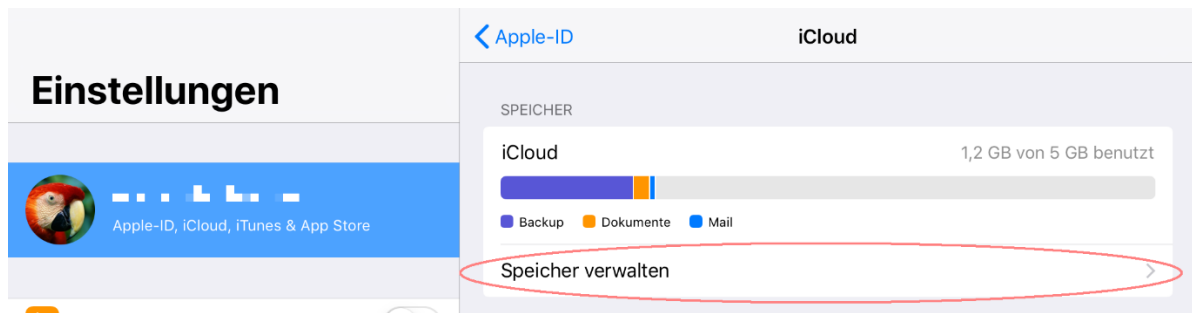 Einstellungen
Apple-ID, iCloud, iTunes & App Store
Apple-ID
iCloud
SPEICHER
iCloud
1,2 GB von 5 GB benutzt
Backup
Dokumente
Mail
Speicher verwalten